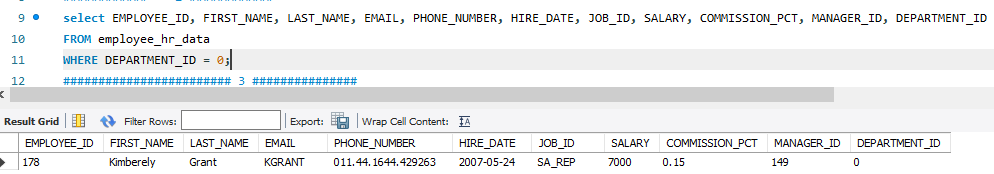 9 select EMPLOYEE_ID, FIRST_NAME, LAST_NAME, EMAIL, PHONE_NUMBER, HIRE_DATE, JOB_ID, SALARY, COMMISSION_PCT, MANAGER_ID, DEPARTMENT_ID
10 FROM employee_hr_data
11 WHERE DEPARTMENT_ID = 0;
12 ######################## 3 ###############
Result Grid Filter Rows: Export: Wrap Cell Content:
EMPLOYEE_ID FIRST_NAME LAST_NAME EMAIL PHONE_NUMBER HIRE_DATE JOB_ID SALARY COMMISSION_PCT MANAGER_ID DEPARTMENT_ID
178 Kimberely Grant KGRANT 011.44.1644.429263 2007-05-24 SA_REP 7000 0.15 149 0